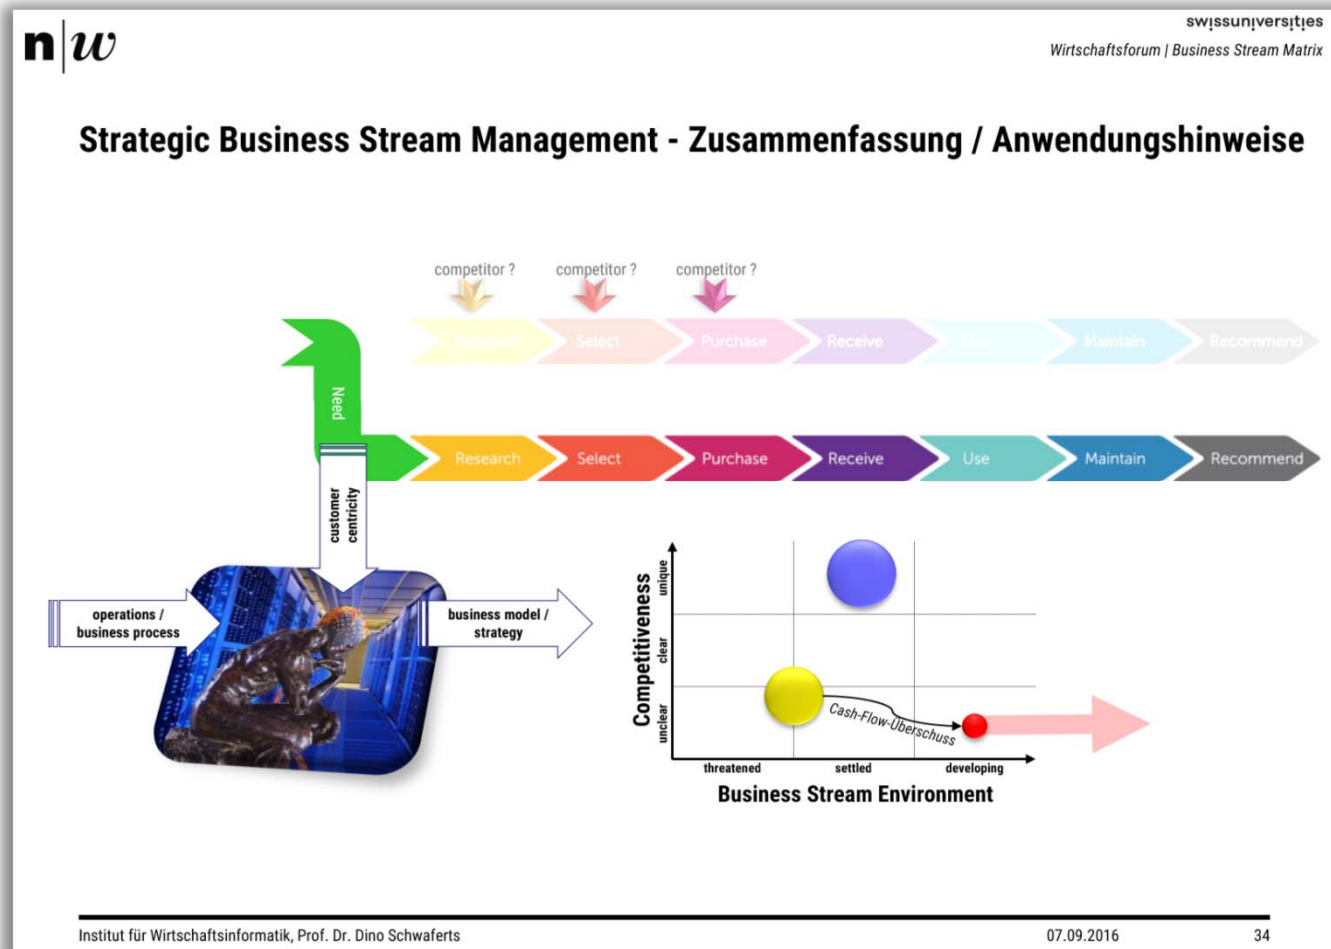 n|w
swissuniversities
Wirtschaftsforum | Business Stream Matrix
Strategic Business Stream Management - Zusammenfassung / Anwendungshinweise
competitor ? competitor ? competitor ?
Select Purchase Receive Use Maintain Recommend
Need
Research Select Purchase Receive Use Maintain Recommend
customer
centricity
operations /
business process
business model /
strategy
Competitiveness
unique
clear
unclear
Cash-Flow-Überschuss
threatened settled developing
Business Stream Environment
Institut für Wirtschaftsinformatik, Prof. Dr. Dino Schwaferts 07.09.2016 34